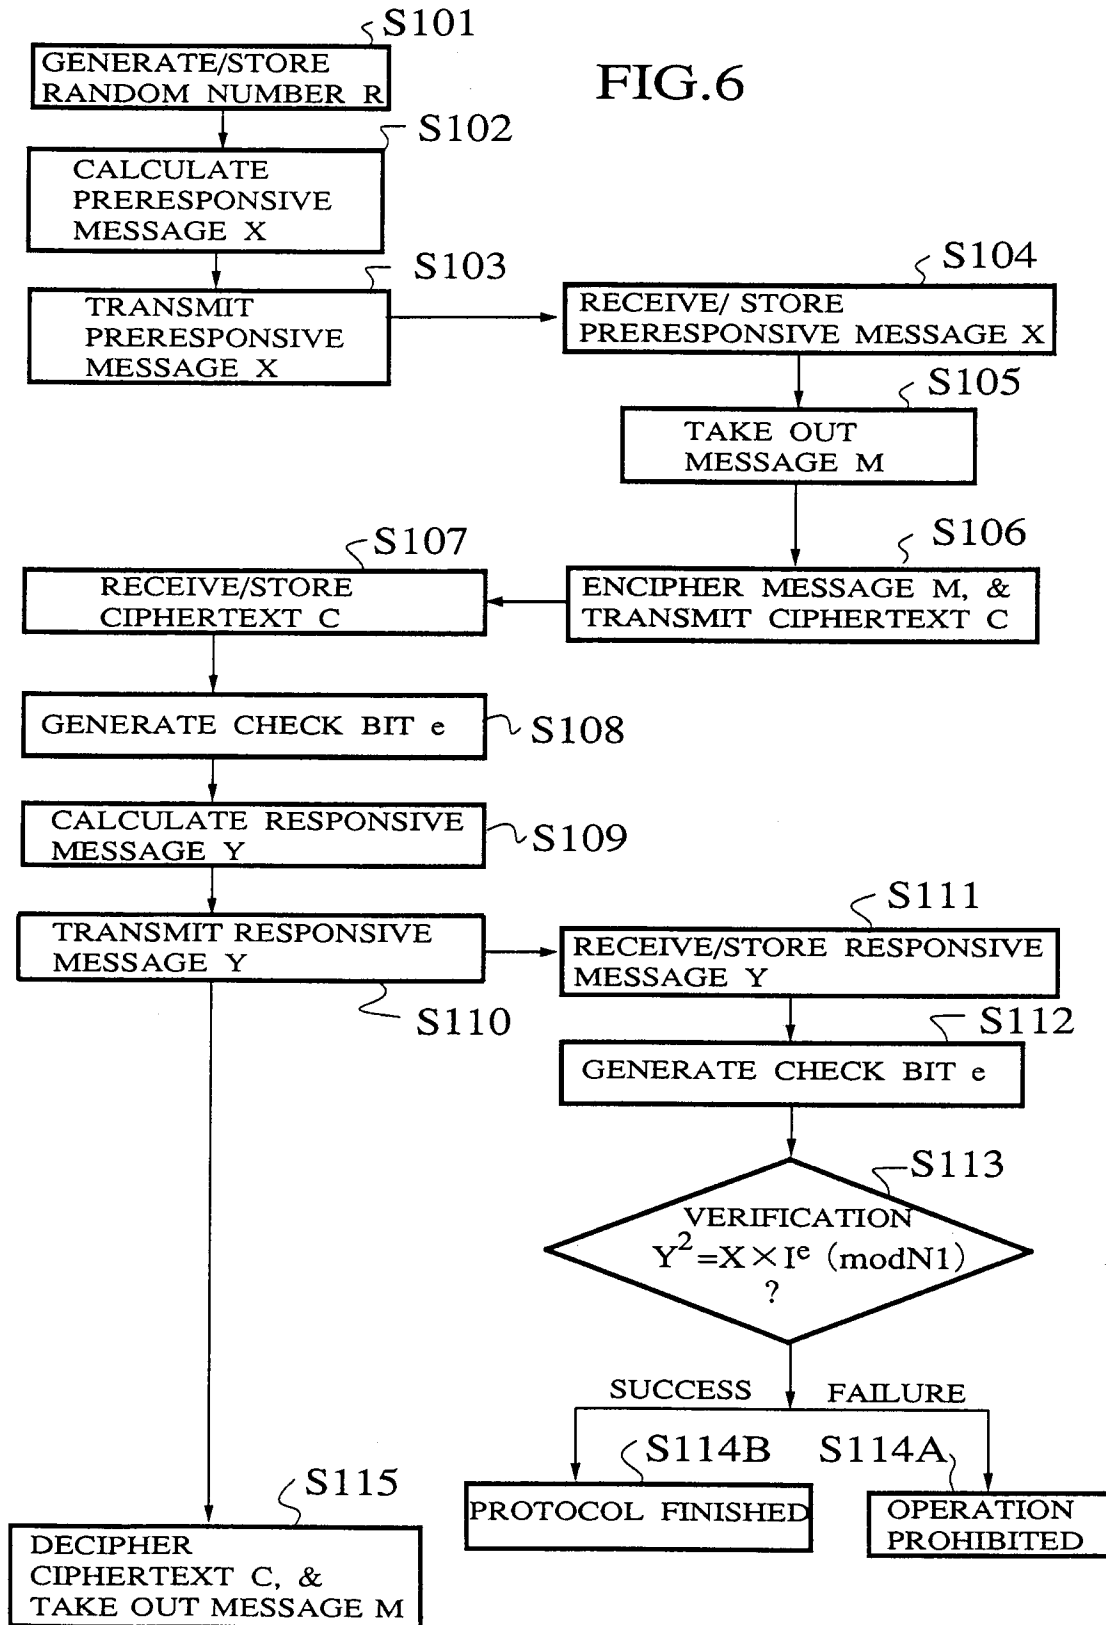 S101
GENERATE/STORE
RANDOM NUMBER R
FIG.6
S102
CALCULATE
PRERESPONSIVE
MESSAGE X
S103
TRANSMIT
PRERESPONSIVE
MESSAGE X
S104
RECEIVE/ STORE
PRERESPONSIVE MESSAGE X
S105
TAKE OUT
MESSAGE M
S106
ENCIPHER MESSAGE M, &
TRANSMIT CIPHERTEXT C
S107
RECEIVE/STORE
CIPHERTEXT C
GENERATE CHECK BIT e
S108
CALCULATE RESPONSIVE
MESSAGE Y
S109
TRANSMIT RESPONSIVE
MESSAGE Y
S110
S111
RECEIVE/STORE RESPONSIVE
MESSAGE Y
S112
GENERATE CHECK BIT e
S113
VERIFICATION
Y²=X×Iᵉ (modN1)
?
SUCCESS
FAILURE
S114B
PROTOCOL FINISHED
S114A
OPERATION
PROHIBITED
S115
DECIPHER
CIPHERTEXT C, &
TAKE OUT MESSAGE M